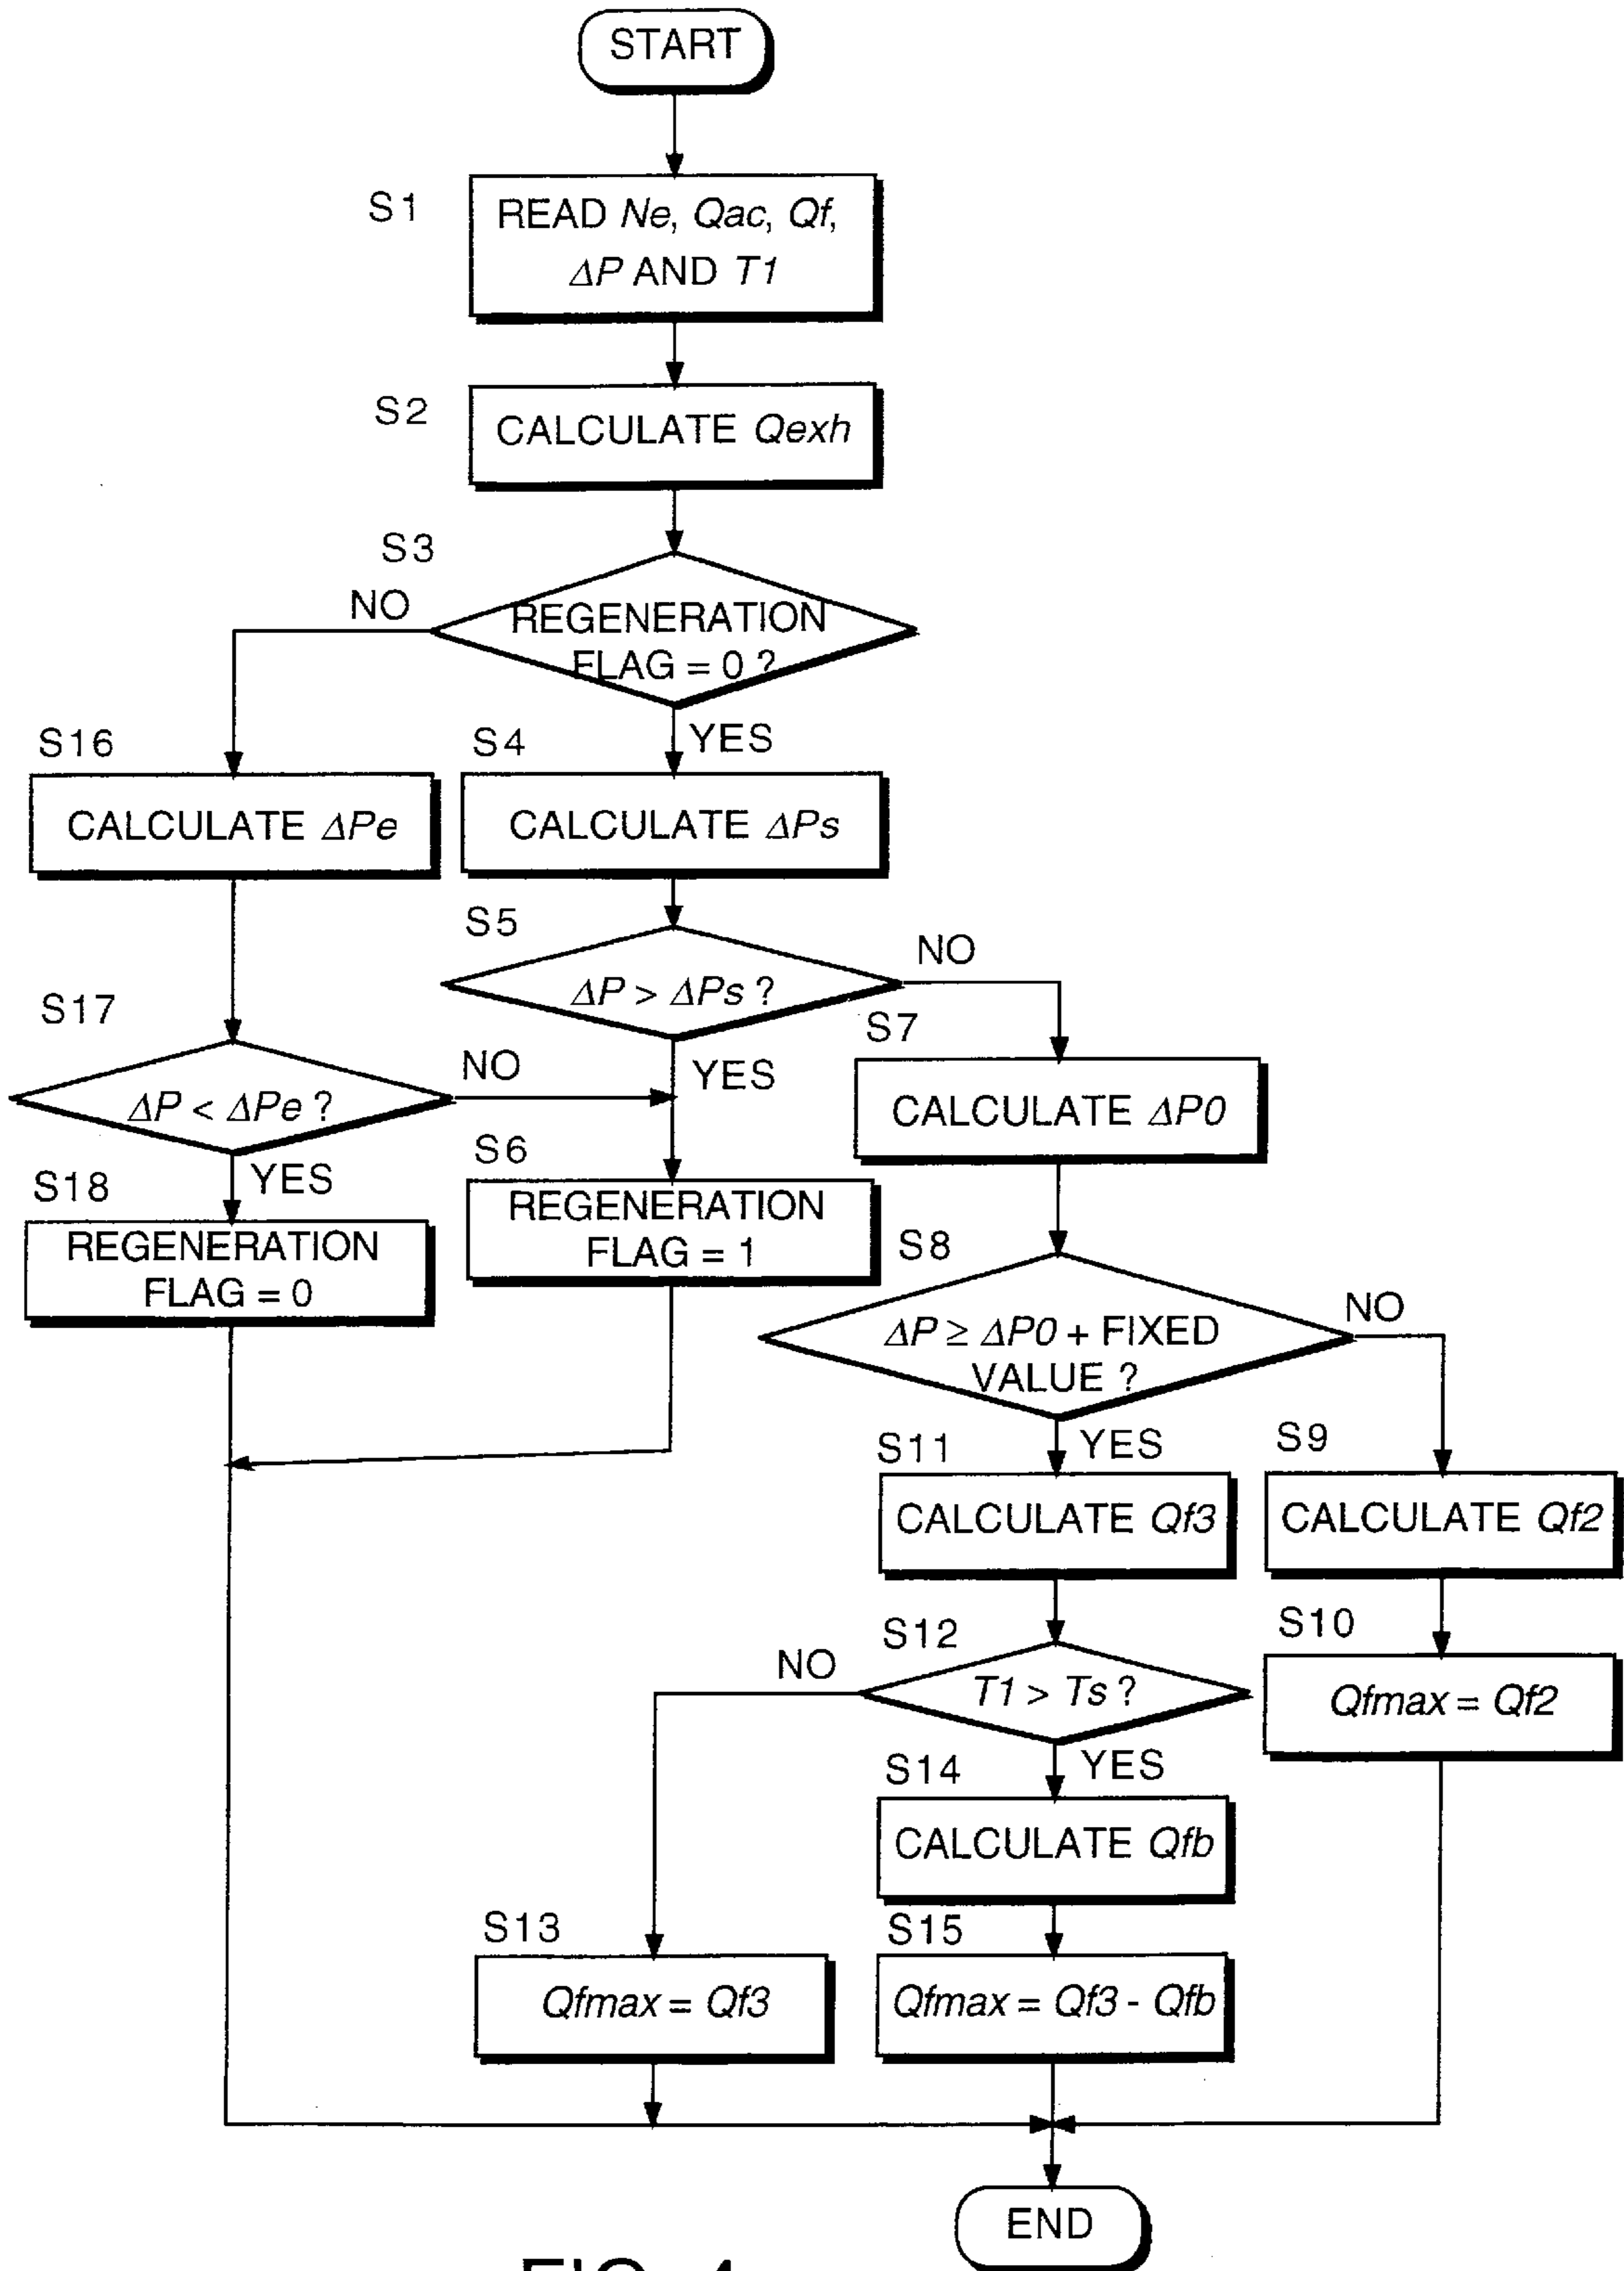 START
S1
READ Ne, Qac, Qf,
ΔP AND T1
S2
CALCULATE Qexh
S3
NO
REGENERATION
FLAG = 0 ?
YES
S16
CALCULATE ΔPe
S4
CALCULATE ΔPs
S5
ΔP > ΔPs ?
NO
YES
S17
ΔP < ΔPe ?
NO
YES
S7
CALCULATE ΔP0
S6
REGENERATION
FLAG = 1
S18
REGENERATION
FLAG = 0
S8
ΔP ≥ ΔP0 + FIXED
VALUE ?
NO
YES
S11
CALCULATE Qf3
S9
CALCULATE Qf2
S12
NO
T1 > Ts ?
YES
S10
Qfmax = Qf2
S14
CALCULATE Qfb
S13
Qfmax = Qf3
S15
Qfmax = Qf3 - Qfb
END